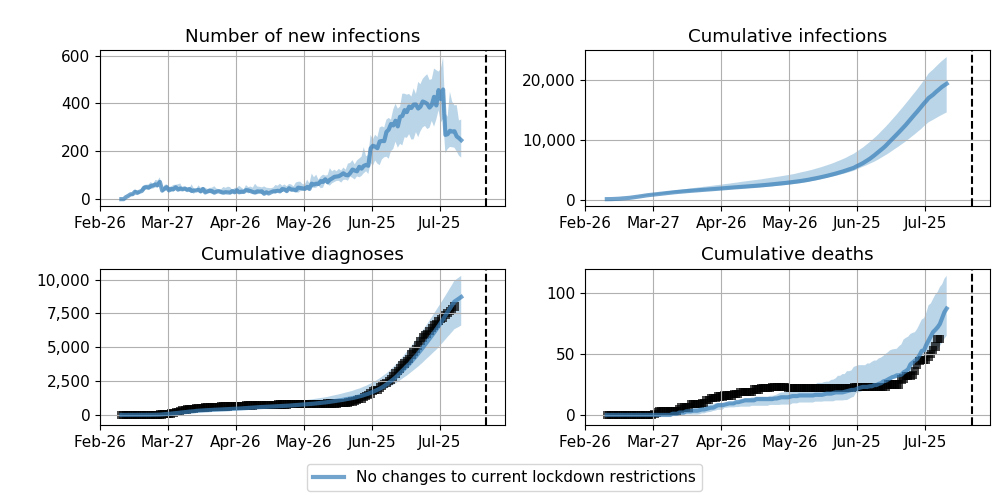 Number of new infections
600
400
200
0
Feb-26 Mar-27 Apr-26 May-26 Jun-25 Jul-25
Cumulative infections
20,000
10,000
0
Feb-26 Mar-27 Apr-26 May-26 Jun-25 Jul-25
Cumulative diagnoses
10,000
7,500
5,000
2,500
0
Feb-26 Mar-27 Apr-26 May-26 Jun-25 Jul-25
Cumulative deaths
100
50
0
Feb-26 Mar-27 Apr-26 May-26 Jun-25 Jul-25
No changes to current lockdown restrictions